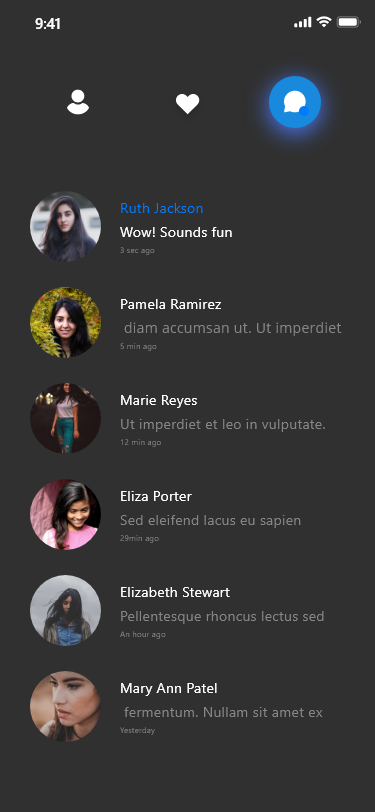 9:41
Ruth Jackson
Wow! Sounds fun
3 sec ago
Pamela Ramirez
diam accumsan ut. Ut imperdiet
5 min ago
Marie Reyes
Ut imperdiet et leo in vulputate.
12 min ago
Eliza Porter
Sed eleifend lacus eu sapien
29min ago
Elizabeth Stewart
Pellentesque rhoncus lectus sed
An hour ago
Mary Ann Patel
fermentum. Nullam sit amet ex
Yesterday